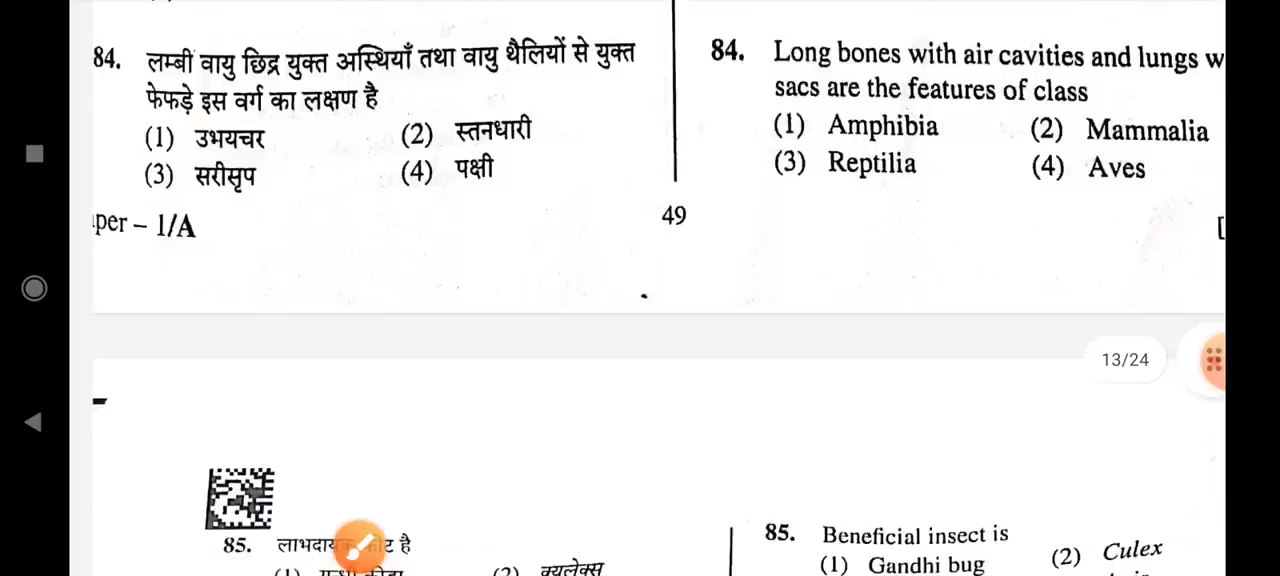 84. लम्बी वायु छिद्र युक्त अस्थियाँ तथा वायु थैलियों से युक्त
फेफड़े इस वर्ग का लक्षण है
(1) उभयचर (2) स्तनधारी
(3) सरीसृप (4) पक्षी
84. Long bones with air cavities and lungs w
sacs are the features of class
(1) Amphibia (2) Mammalia
(3) Reptilia (4) Aves
per – 1/A
49
[
13/24
85. है
(2) क्यूलेक्स
85. Beneficial insect is
(1) Gandhi bug (2) Culex